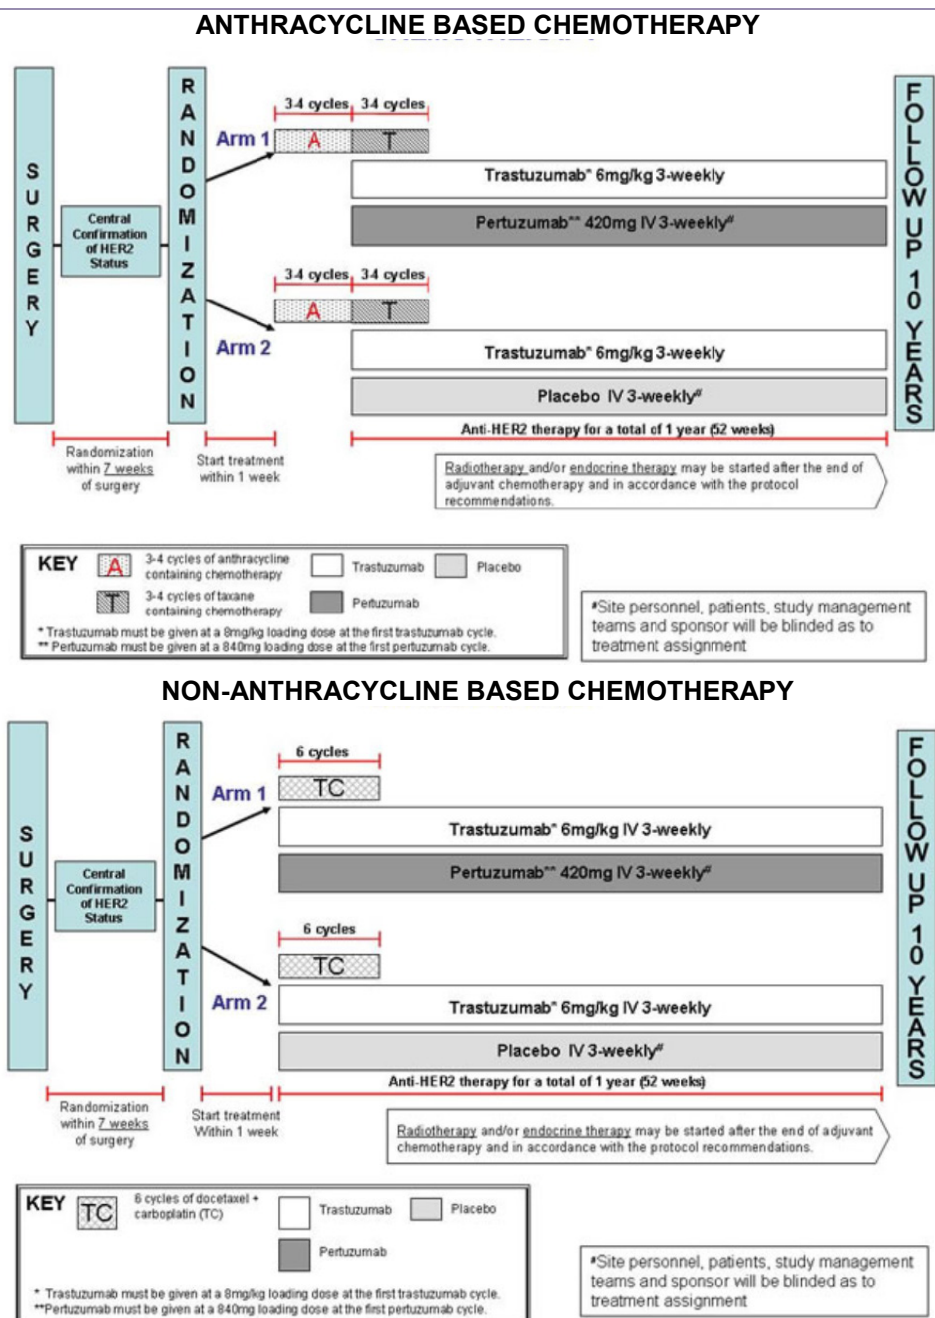 ANTHRACYCLINE BASED CHEMOTHERAPY
SURGERY
Central
Confirmation
of HER2
Status
RANDOMIZATION
Arm 1
3-4 cycles
3-4 cycles
A
T
Trastuzumab* 6mg/kg 3-weekly
Pertuzumab** 420mg IV 3-weekly#
3-4 cycles
3-4 cycles
A
T
Arm 2
Trastuzumab* 6mg/kg 3-weekly
Placebo IV 3-weekly#
Anti-HER2 therapy for a total of 1 year (52 weeks)
FOLLOW UP 10 YEARS
Randomization
within 7 weeks
of surgery
Start treatment
within 1 week
Radiotherapy and/or endocrine therapy may be started after the end of
adjuvant chemotherapy and in accordance with the protocol
recommendations.
KEY
A
3-4 cycles of anthracycline
containing chemotherapy
Trastuzumab
Placebo
T
3-4 cycles of taxane
containing chemotherapy
Pertuzumab
* Trastuzumab must be given at a 8mg/kg loading dose at the first trastuzumab cycle.
** Pertuzumab must be given at a 840mg loading dose at the first pertuzumab cycle.
#Site personnel, patients, study management
teams and sponsor will be blinded as to
treatment assignment
NON-ANTHRACYCLINE BASED CHEMOTHERAPY
SURGERY
Central
Confirmation
of HER2
Status
RANDOMIZATION
Arm 1
6 cycles
TC
Trastuzumab* 6mg/kg IV 3-weekly
Pertuzumab** 420mg IV 3-weekly#
6 cycles
TC
Arm 2
Trastuzumab* 6mg/kg IV 3-weekly
Placebo IV 3-weekly#
Anti-HER2 therapy for a total of 1 year (52 weeks)
FOLLOW UP 10 YEARS
Randomization
within 7 weeks
of surgery
Start treatment
Within 1 week
Radiotherapy and/or endocrine therapy may be started after the end of adjuvant
chemotherapy and in accordance with the protocol recommendations.
KEY
TC
6 cycles of docetaxel +
carboplatin (TC)
Trastuzumab
Placebo
Pertuzumab
* Trastuzumab must be given at a 8mg/kg loading dose at the first trastuzumab cycle.
**Pertuzumab must be given at a 840mg loading dose at the first pertuzumab cycle.
#Site personnel, patients, study management
teams and sponsor will be blinded as to
treatment assignment